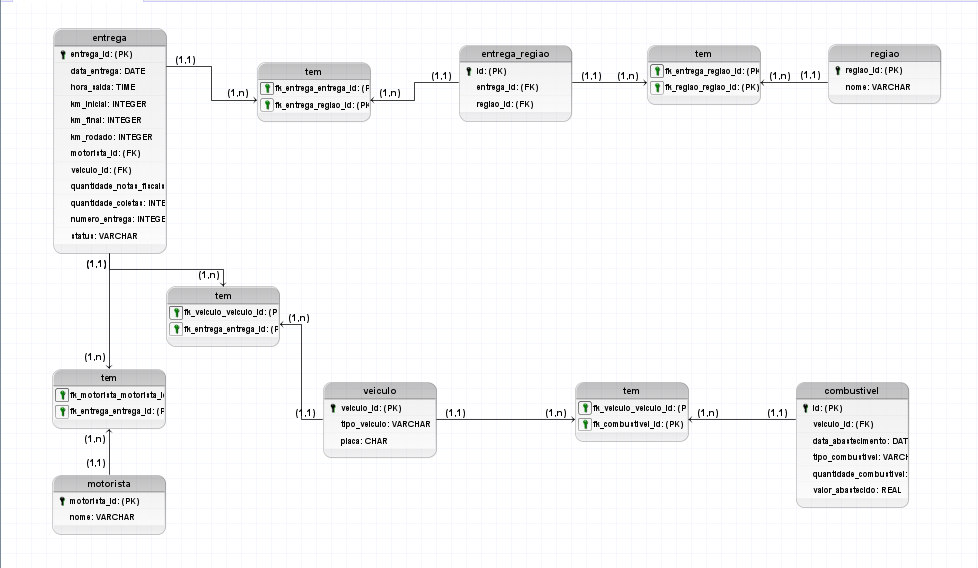 entrega
entrega_id: (PK)
data_entrega: DATE
hora_saida: TIME
km_inicial: INTEGER
km_final: INTEGER
km_rodado: INTEGER
motorista_id: (FK)
veiculo_id: (FK)
quantidade_notas_fiscais
quantidade_coletas: INTE
numero_entrega: INTEGE
status: VARCHAR
(1,1)
(1,n)
tem
fk_entrega_entrega_id: (P
fk_entrega_regiao_id: (PK
(1,1)
(1,n)
entrega_regiao
id: (PK)
entrega_id: (FK)
regiao_id: (FK)
(1,1)
(1,n)
tem
fk_entrega_regiao_id: (PK
fk_regiao_regiao_id: (PK)
(1,n)
(1,1)
regiao
regiao_id: (PK)
nome: VARCHAR
(1,1)
(1,n)
tem
fk_veiculo_veiculo_id: (P
fk_entrega_entrega_id: (P
(1,n)
(1,1)
(1,n)
tem
fk_motorista_motorista_i
fk_entrega_entrega_id: (P
(1,n)
(1,1)
motorista
motorista_id: (PK)
nome: VARCHAR
veiculo
veiculo_id: (PK)
tipo_veiculo: VARCHAR
placa: CHAR
(1,1)
(1,n)
tem
fk_veiculo_veiculo_id: (P
fk_combustivel_id: (PK)
(1,n)
(1,1)
combustivel
id: (PK)
veiculo_id: (FK)
data_abastecimento: DAT
tipo_combustivel: VARCH
quantidade_combustivel:
valor_abastecido: REAL